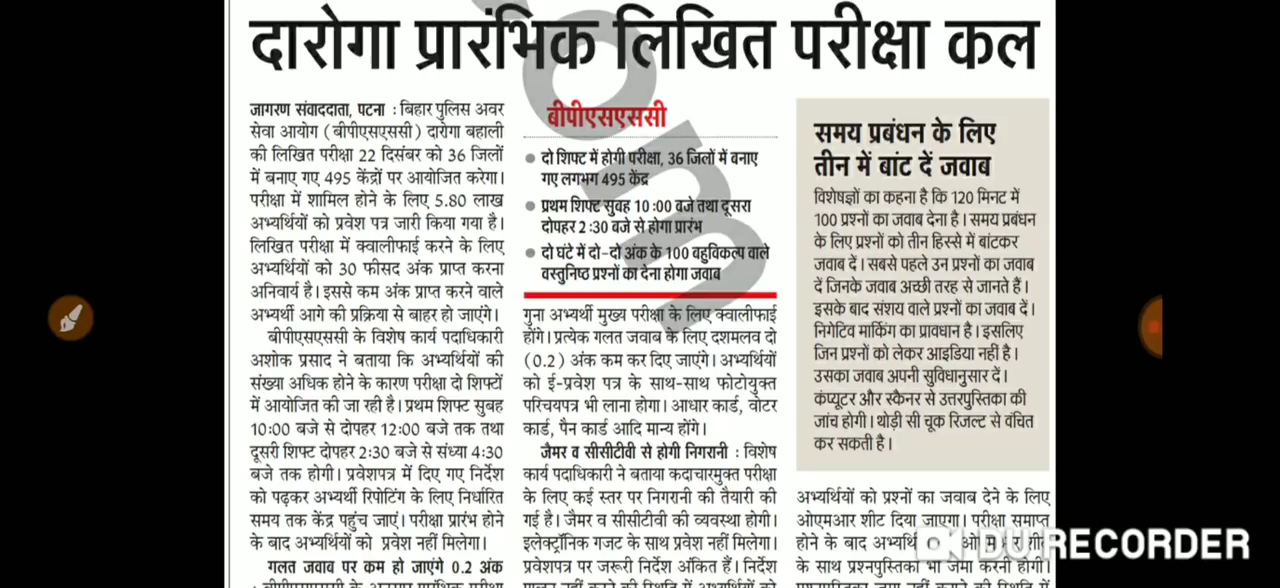 दारोगा प्रारंभिक लिखित परीक्षा कल
जागरण संवाददाता, पटना : बिहार पुलिस अवर
सेवा आयोग (बीपीएसएससी) दारोगा बहाली
की लिखित परीक्षा 22 दिसंबर को 36 जिलों
में बनाए गए 495 केंद्रों पर आयोजित करेगा।
परीक्षा में शामिल होने के लिए 5.80 लाख
अभ्यर्थियों को प्रवेश पत्र जारी किया गया है।
लिखित परीक्षा में क्वालीफाई करने के लिए
अभ्यर्थियों को 30 फीसद अंक प्राप्त करना
अनिवार्य है। इससे कम अंक प्राप्त करने वाले
अभ्यर्थी आगे की प्रक्रिया से बाहर हो जाएंगे।
बीपीएसएससी के विशेष कार्य पदाधिकारी
अशोक प्रसाद ने बताया कि अभ्यर्थियों की
संख्या अधिक होने के कारण परीक्षा दो शिफ्टों
में आयोजित की जा रही है। प्रथम शिफ्ट सुबह
10:00 बजे से दोपहर 12:00 बजे तक तथा
दूसरी शिफ्ट दोपहर 2:30 बजे से संध्या 4:30
बजे तक होगी। प्रवेशपत्र में दिए गए निर्देश
को पढ़कर अभ्यर्थी रिपोर्टिंग के लिए निर्धारित
समय तक केंद्र पहुंच जाएं। परीक्षा प्रारंभ होने
के बाद अभ्यर्थियों को प्रवेश नहीं मिलेगा।
गलत जवाब पर कम हो जाएंगे 0.2 अंक
बीपीएसएससी
दो शिफ्ट में होगी परीक्षा, 36 जिलों में बनाए
गए लगभग 495 केंद्र
प्रथम शिफ्ट सुबह 10:00 बजे तथा दूसरा
दोपहर 2:30 बजे से होगा प्रारंभ
दो घंटे में दो-दो अंक के 100 बहुविकल्प वाले
वस्तुनिष्ठ प्रश्नों का देना होगा जवाब
गुना अभ्यर्थी मुख्य परीक्षा के लिए क्वालीफाई
होंगे। प्रत्येक गलत जवाब के लिए दशमलव दो
(0.2) अंक कम कर दिए जाएंगे। अभ्यर्थियों
को ई-प्रवेश पत्र के साथ-साथ फोटोयुक्त
परिचयपत्र भी लाना होगा। आधार कार्ड, वोटर
कार्ड, पैन कार्ड आदि मान्य होंगे।
जैमर व सीसीटीवी से होगी निगरानी : विशेष
कार्य पदाधिकारी ने बताया कदाचारमुक्त परीक्षा
के लिए कई स्तर पर निगरानी की तैयारी की
गई है। जैमर व सीसीटीवी की व्यवस्था होगी।
इलेक्ट्रॉनिक गजट के साथ प्रवेश नहीं मिलेगा।
प्रवेशपत्र पर जरूरी निर्देश अंकित हैं। निर्देश
समय प्रबंधन के लिए
तीन में बांट दें जवाब
विशेषज्ञों का कहना है कि 120 मिनट में
100 प्रश्नों का जवाब देना है। समय प्रबंधन
के लिए प्रश्नों को तीन हिस्से में बांटकर
जवाब दें। सबसे पहले उन प्रश्नों का जवाब
दें जिनके जवाब अच्छी तरह से जानते हैं।
इसके बाद संशय वाले प्रश्नों का जवाब दें।
निगेटिव मार्किंग का प्रावधान है। इसलिए
जिन प्रश्नों को लेकर आइडिया नहीं है।
उसका जवाब अपनी सुविधानुसार दें।
कंप्यूटर और स्कैनर से उत्तरपुस्तिका की
जांच होगी। थोड़ी सी चूक रिजल्ट से वंचित
कर सकती है।
अभ्यर्थियों को प्रश्नों का जवाब देने के लिए
ओएमआर शीट दिया जाएगा। परीक्षा समाप्त
होने के बाद
के साथ प्रश्नपुस्तिका भी जमा करनी होगी।
DU RECORDER